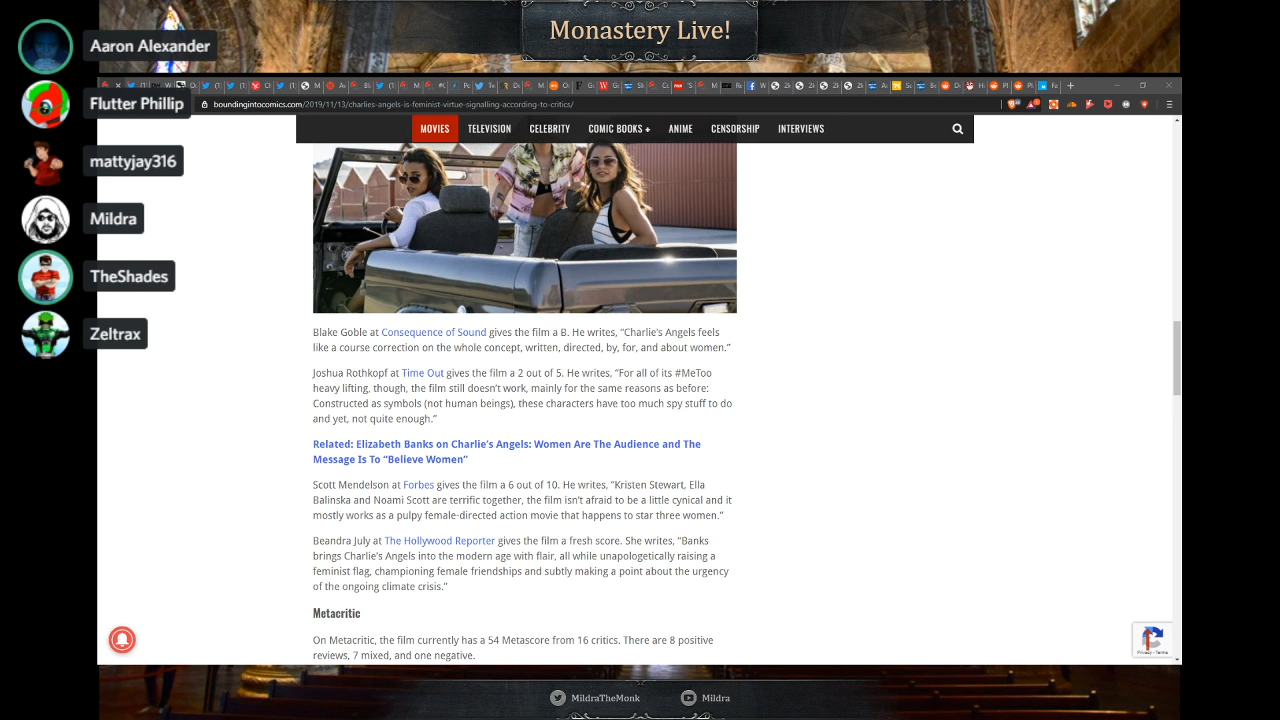 Monastery Live!
Aaron Alexander
Flutter Phillip
mattyjay316
Mildra
TheShades
Zeltrax
boundingintocomics.com/2019/11/13/charlies-angels-is-feminist-virtue-signalling-according-to-critics/
MOVIES TELEVISION CELEBRITY COMIC BOOKS + ANIME CENSORSHIP INTERVIEWS
Blake Goble at Consequence of Sound gives the film a B. He writes, “Charlie’s Angels feels
like a course correction on the whole concept, written, directed, by, for, and about women.”
Joshua Rothkopf at Time Out gives the film a 2 out of 5. He writes, “For all of its #MeToo
heavy lifting, though, the film still doesn’t work, mainly for the same reasons as before:
Constructed as symbols (not human beings), these characters have too much spy stuff to do
and yet, not quite enough.”
Related: Elizabeth Banks on Charlie’s Angels: Women Are The Audience and The
Message Is To “Believe Women”
Scott Mendelson at Forbes gives the film a 6 out of 10. He writes, “Kristen Stewart, Ella
Balinska and Noami Scott are terrific together, the film isn’t afraid to be a little cynical and it
mostly works as a pulpy female-directed action movie that happens to star three women.”
Beandra July at The Hollywood Reporter gives the film a fresh score. She writes, “Banks
brings Charlie’s Angels into the modern age with flair, all while unapologetically raising a
feminist flag, championing female friendships and subtly making a point about the urgency
of the ongoing climate crisis.”
Metacritic
On Metacritic, the film currently has a 54 Metascore from 16 critics. There are 8 positive
reviews, 7 mixed, and one negative.
Privacy - Terms
MildraTheMonk
Mildra